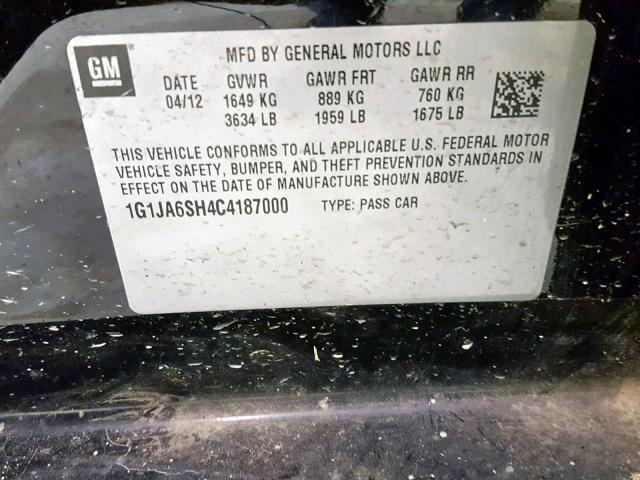 GM
MFD BY GENERAL MOTORS LLC
DATE GVWR GAWR FRT GAWR RR
04/12 1649 KG 889 KG 760 KG
3634 LB 1959 LB 1675 LB
THIS VEHICLE CONFORMS TO ALL APPLICABLE U.S. FEDERAL MOTOR
VEHICLE SAFETY, BUMPER, AND THEFT PREVENTION STANDARDS IN
EFFECT ON THE DATE OF MANUFACTURE SHOWN ABOVE.
1G1JA6SH4C4187000 TYPE: PASS CAR